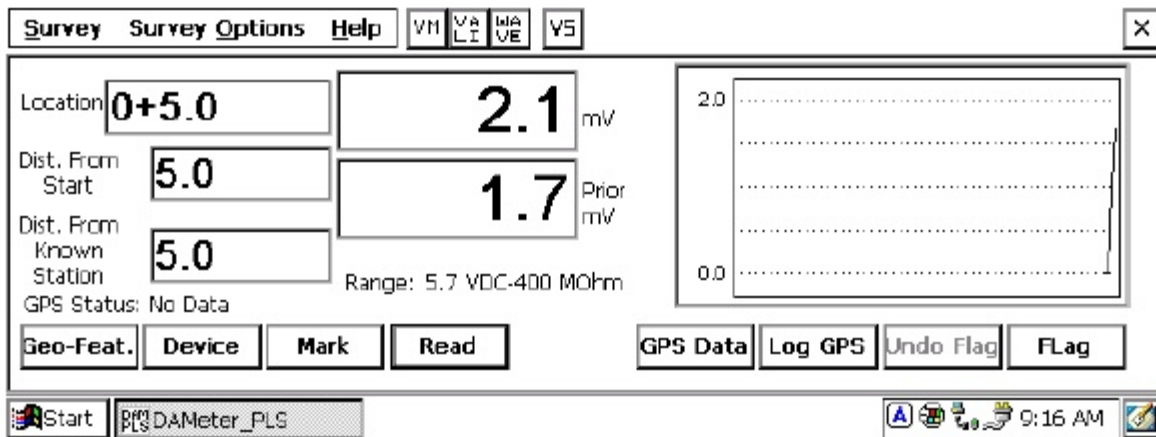 Survey Survey Options Help VM VA LI WA VE VS X
Location 0+5.0
2.1 mV
Dist. From Start 5.0
1.7 Prior mV
Dist. From Known Station 5.0
Range: 5.7 VDC-400 MOhm
GPS Status: No Data
2.0
0.0
Geo-Feat. Device Mark Read GPS Data Log GPS Undo Flag FLag
Start DAMeter_PLS A 9:16 AM